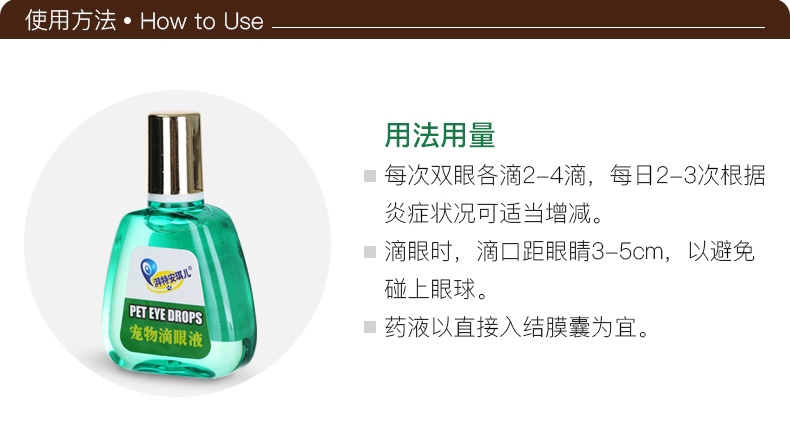 使用方法 • How to Use
用法用量
每次双眼各滴2-4滴，每日2-3次根据
炎症状况可适当增减。
滴眼时，滴口距眼睛3-5cm，以避免
碰上眼球。
药液以直接入结膜囊为宜。
湃特安琪儿®
PET EYE DROPS
宠物滴眼液